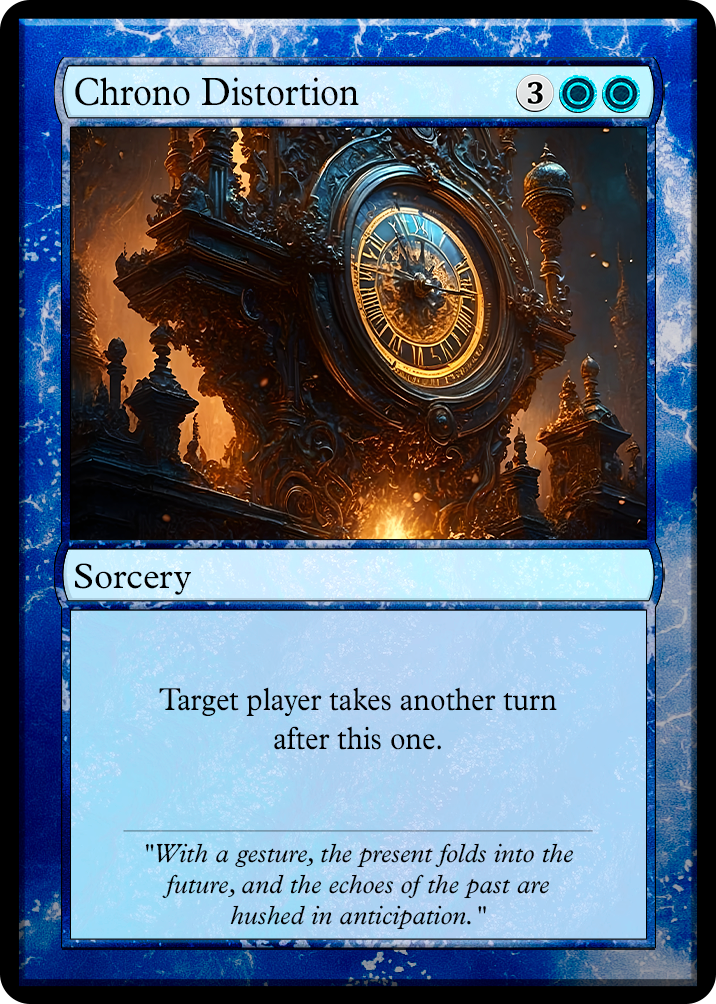 Chrono Distortion 3
Sorcery
Target player takes another turn
after this one.
"With a gesture, the present folds into the
future, and the echoes of the past are
hushed in anticipation."